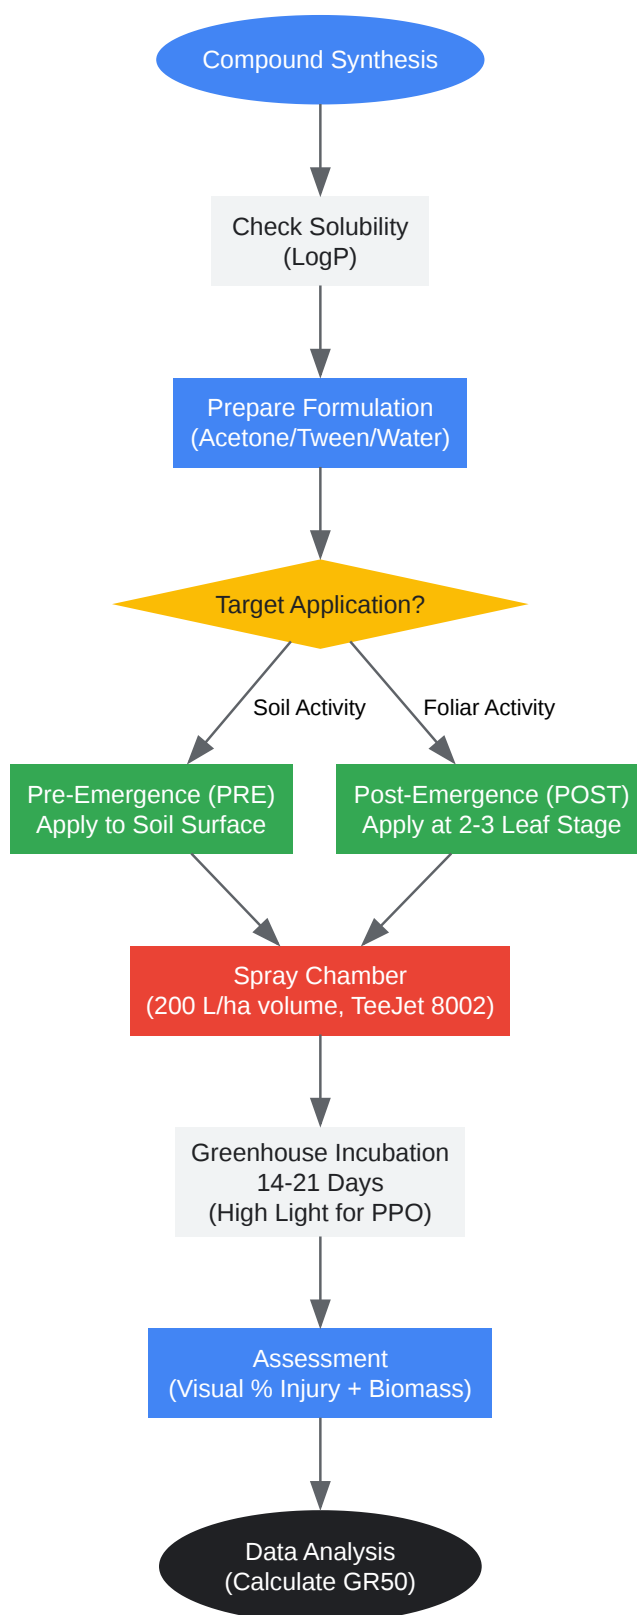 Compound Synthesis
Check Solubility
(LogP)
Prepare Formulation
(Acetone/Tween/Water)
Target Application?
Soil Activity
Foliar Activity
Pre-Emergence (PRE)
Apply to Soil Surface
Post-Emergence (POST)
Apply at 2-3 Leaf Stage
Spray Chamber
(200 L/ha volume, TeeJet 8002)
Greenhouse Incubation
14-21 Days
(High Light for PPO)
Assessment
(Visual % Injury + Biomass)
Data Analysis
(Calculate GR50)